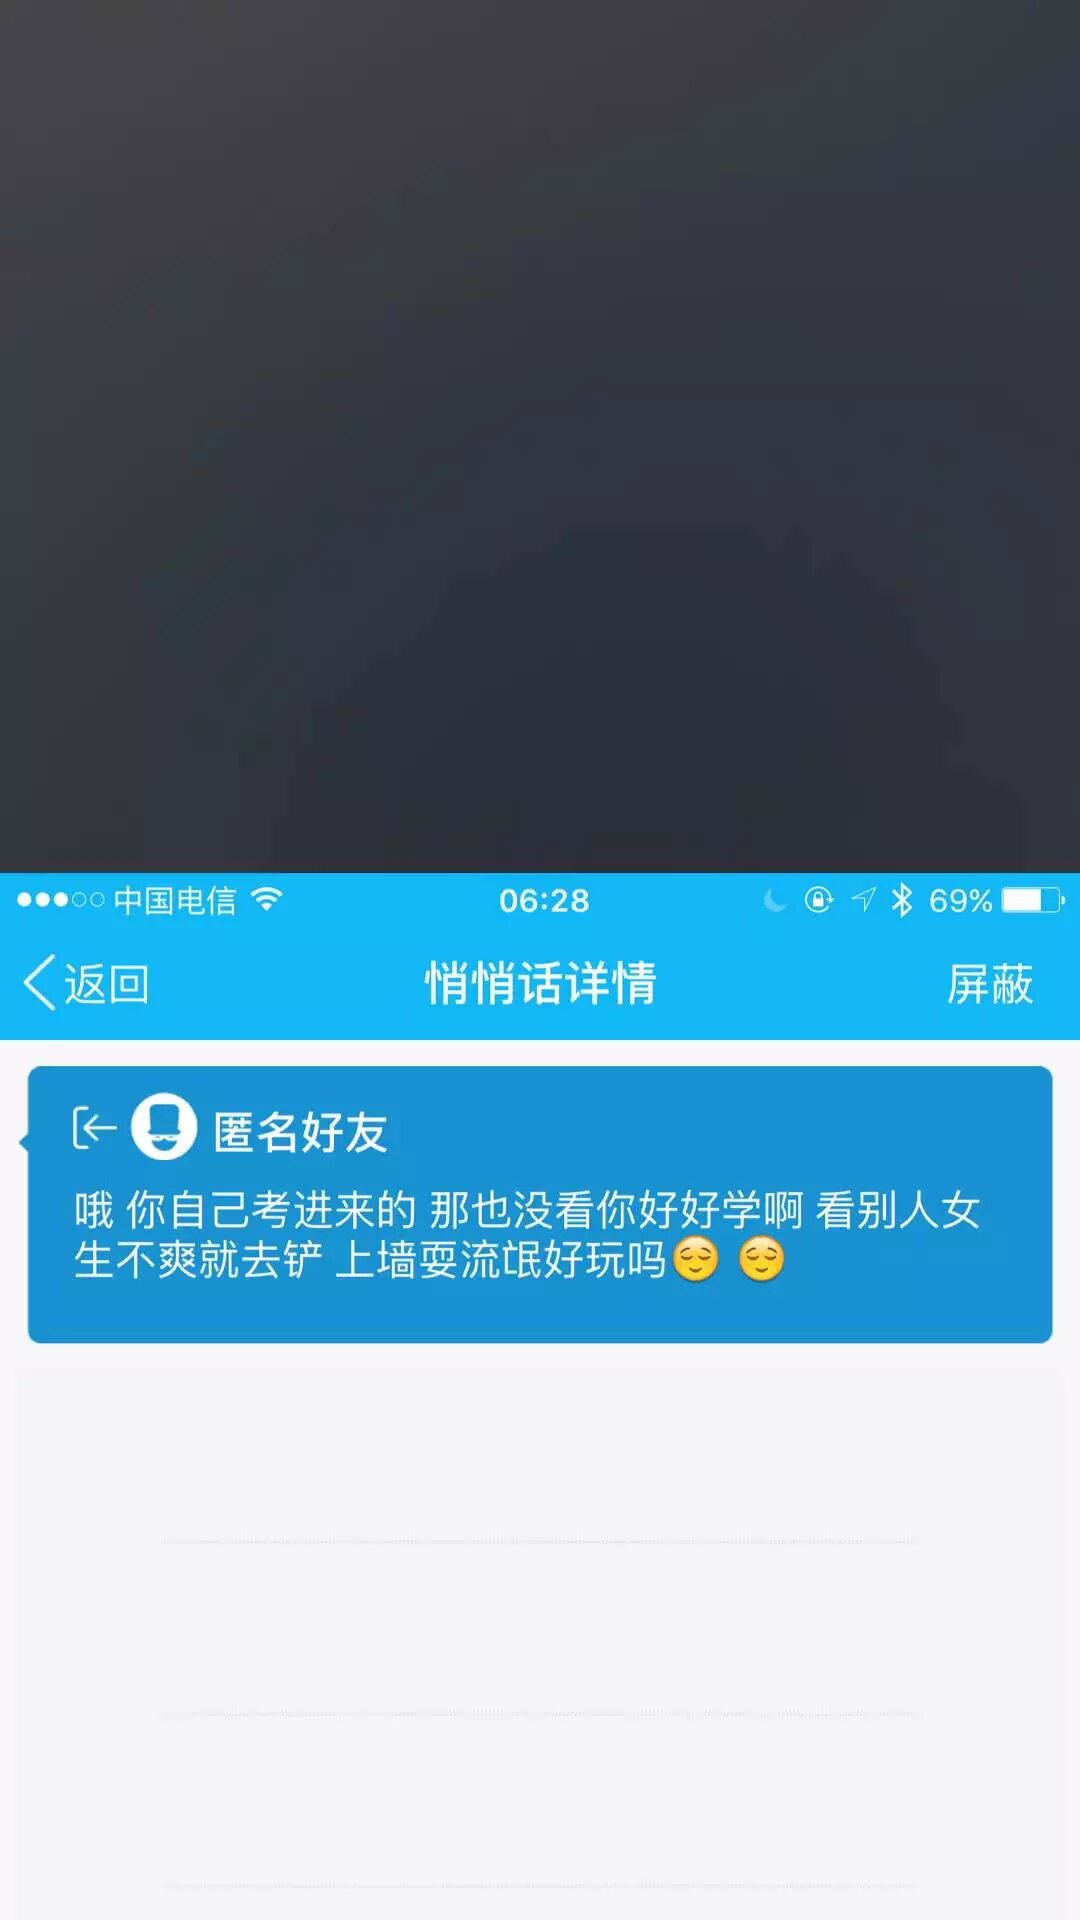 中国电信 06:28 69%
返回 悄悄话详情 屏蔽
匿名好友
哦 你自己考进来的 那也没看你好好学啊 看别人女
生不爽就去铲 上墙耍流氓好玩吗😌 😌